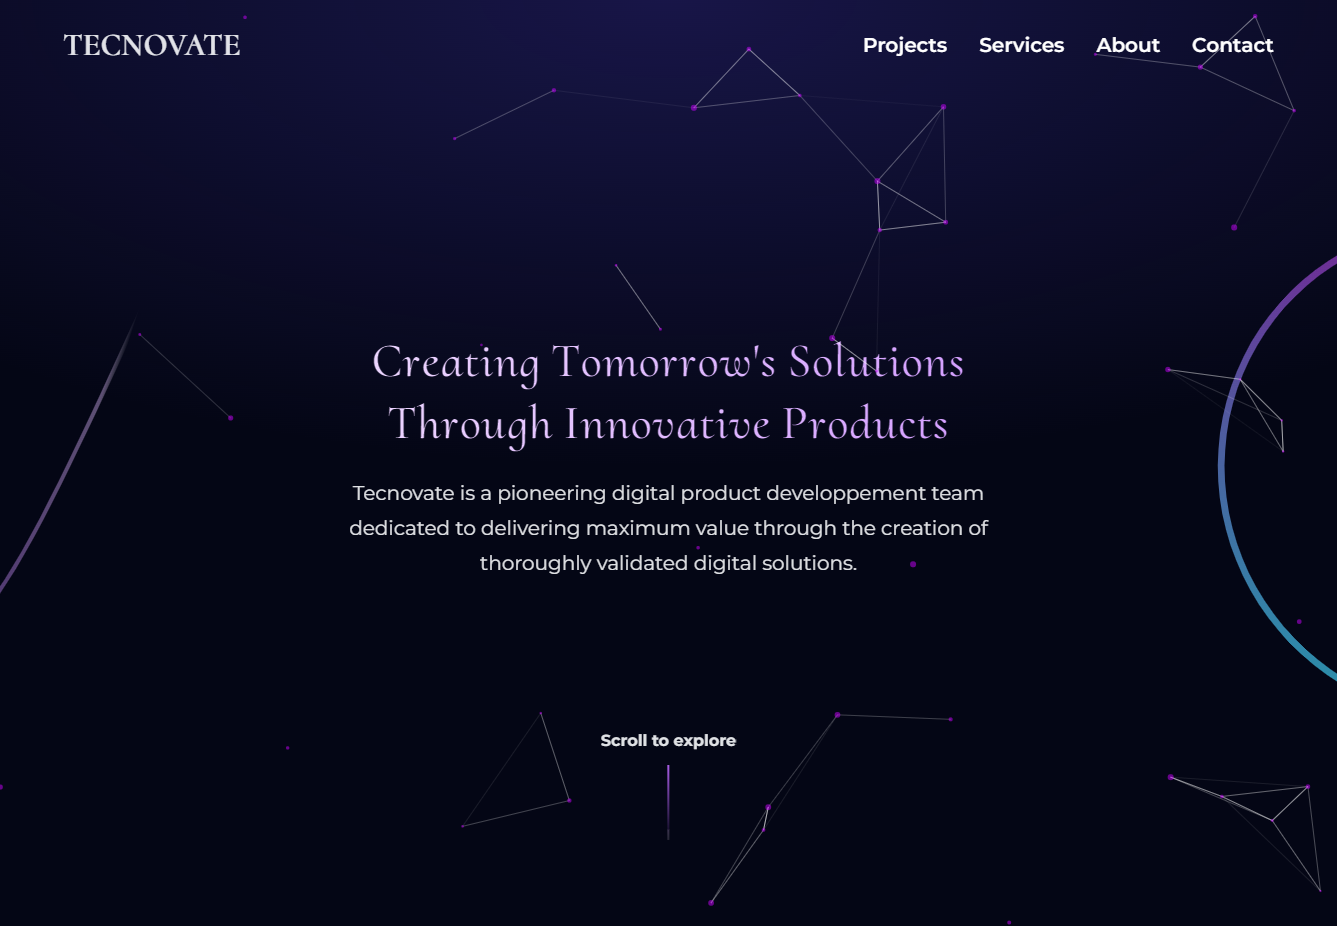 TECNOVATE
Projects Services About Contact
Creating Tomorrow's Solutions
Through Innovative Products
Tecnovate is a pioneering digital product developpement team
dedicated to delivering maximum value through the creation of
thoroughly validated digital solutions.
Scroll to explore